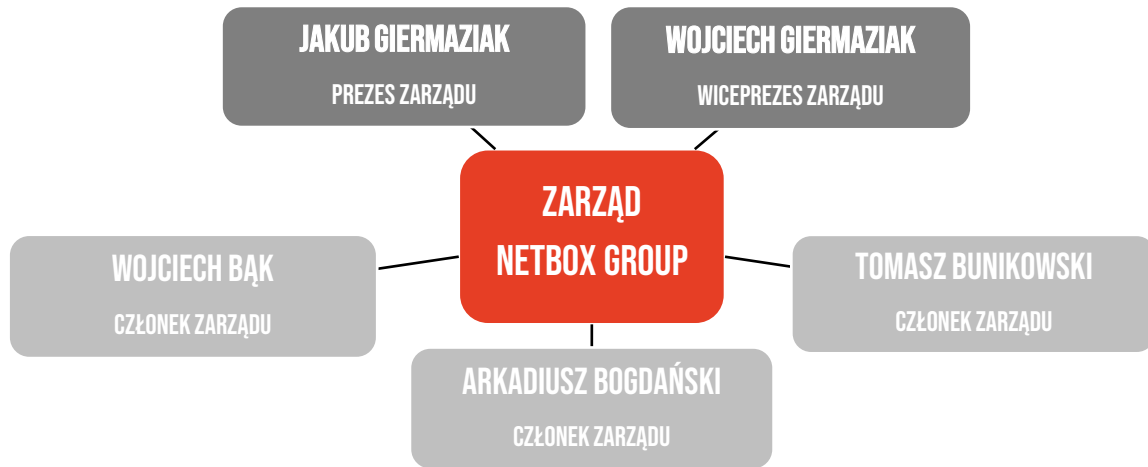 JAKUB GIERMAZIAK
PREZES ZARZĄDU
WOJCIECH GIERMAZIAK
WICEPREZES ZARZĄDU
ZARZĄD
NETBOX GROUP
WOJCIECH BĄK
CZŁONEK ZARZĄDU
TOMASZ BUNIKOWSKI
CZŁONEK ZARZĄDU
ARKADIUSZ BOGDAŃSKI
CZŁONEK ZARZĄDU